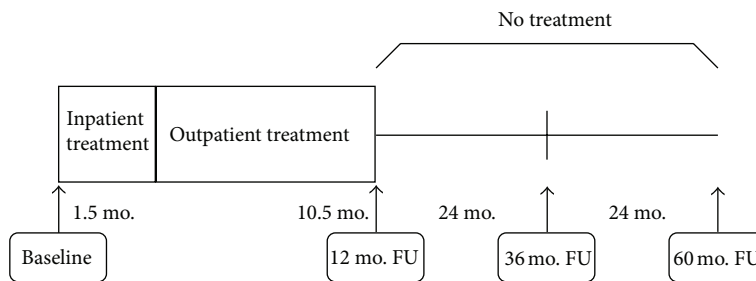 No treatment
Inpatient
treatment
Outpatient treatment
1.5 mo.
10.5 mo.
24 mo.
24 mo.
Baseline
12 mo. FU
36 mo. FU
60 mo. FU